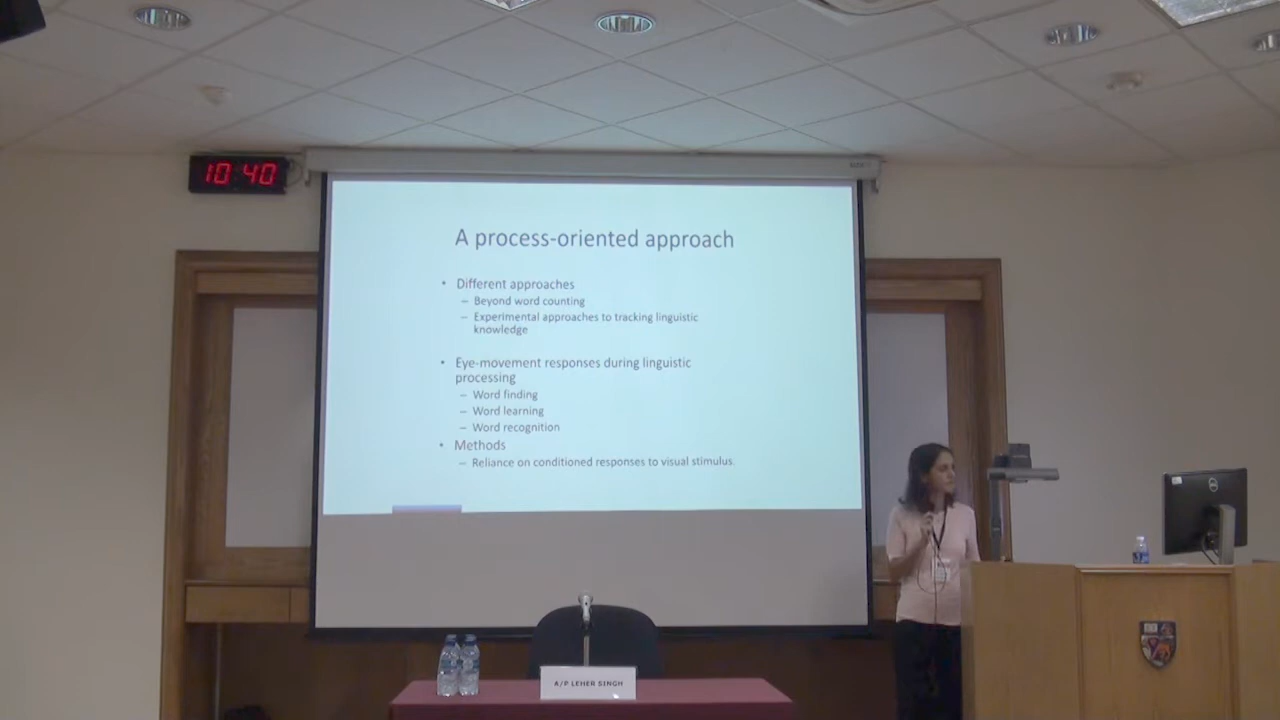 10 40
A process-oriented approach
• Different approaches
– Beyond word counting
– Experimental approaches to tracking linguistic
knowledge
• Eye-movement responses during linguistic
processing
– Word finding
– Word learning
– Word recognition
• Methods
– Reliance on conditioned responses to visual stimulus.
DELL
A/P LEHER SINGH